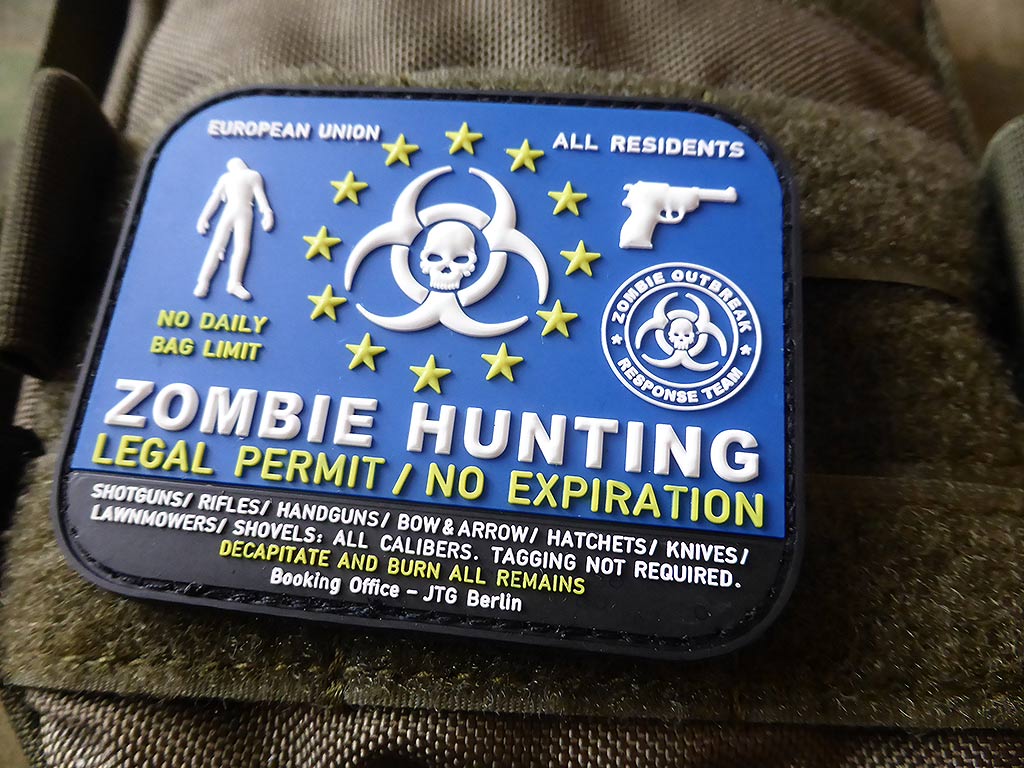 EUROPEAN UNION
ALL RESIDENTS
NO DAILY
BAG LIMIT
ZOMBIE OUTBREAK
RESPONSE TEAM
ZOMBIE HUNTING
LEGAL PERMIT / NO EXPIRATION
SHOTGUNS/ RIFLES/ HANDGUNS/ BOW & ARROW/ HATCHETS/ KNIVES/
LAWNMOWERS/ SHOVELS: ALL CALIBERS. TAGGING NOT REQUIRED.
DECAPITATE AND BURN ALL REMAINS
Booking Office – JTG Berlin